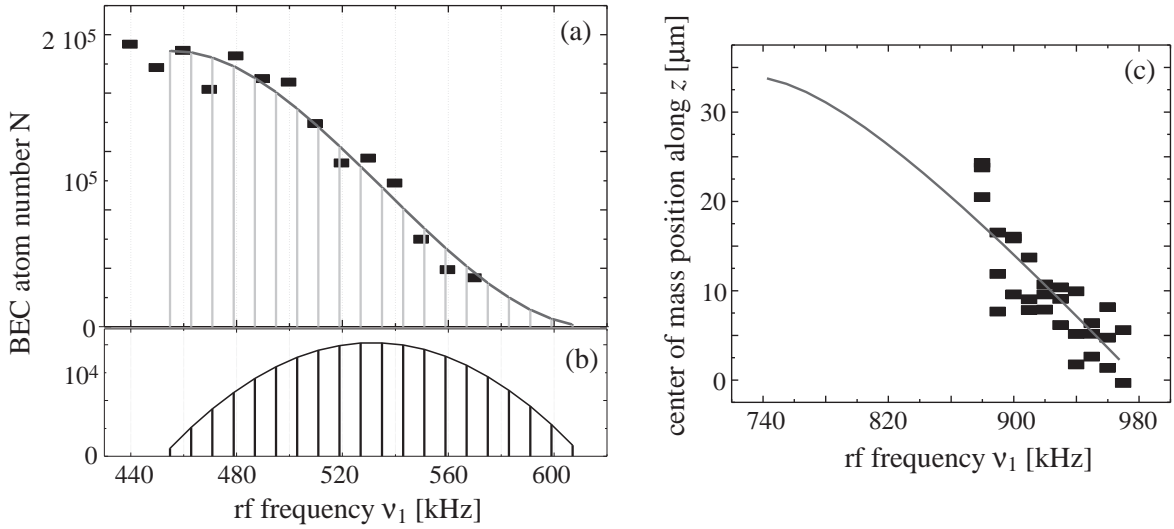 (a)
BEC atom number N
2 10⁵
10⁵
0
(b)
10⁴
0
440 480 520 560 600
rf frequency ν₁ [kHz]
(c)
center of mass position along z [μm]
30
20
10
0
740 820 900 980
rf frequency ν₁ [kHz]